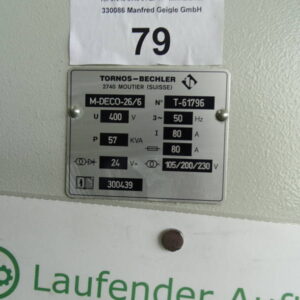 330086 Manfred Geigle GmbH
79
TORNOS-BECHLER
2740 MOUTIER (SUISSE)
M-DECO-26/6 N° T-61796
U 400 V 3~ 50 Hz
P 57 KVA I 80 A
80 A
24 V= 105/200/230 V
300439
Laufender Auf